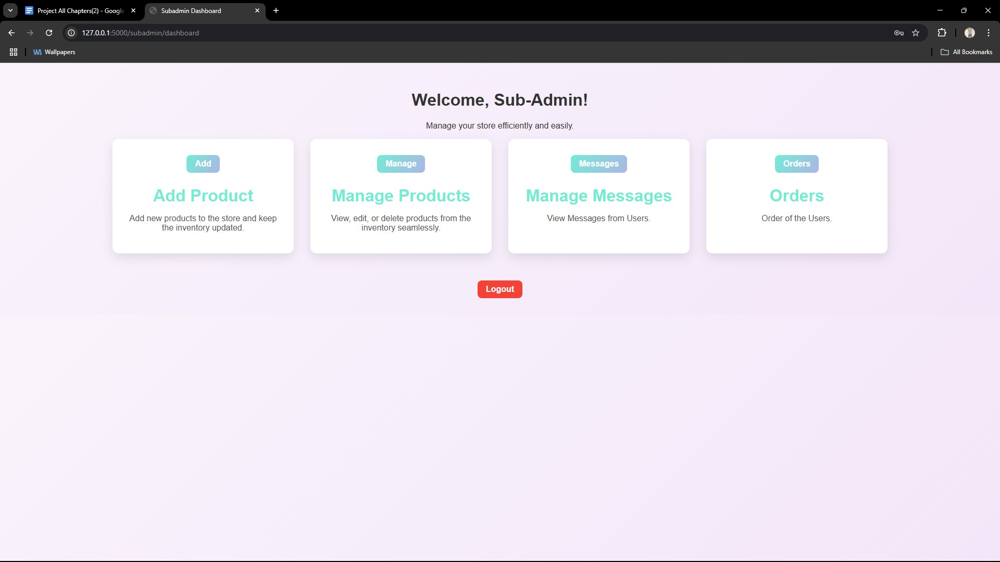 Project All Chapters(2) - Google
Subadmin Dashboard
127.0.0.1:5000/subadmin/dashboard
Wallpapers
All Bookmarks
Welcome, Sub-Admin!
Manage your store efficiently and easily.
Add
Add Product
Add new products to the store and keep
the inventory updated.
Manage
Manage Products
View, edit, or delete products from the
inventory seamlessly.
Messages
Manage Messages
View Messages from Users.
Orders
Orders
Order of the Users.
Logout